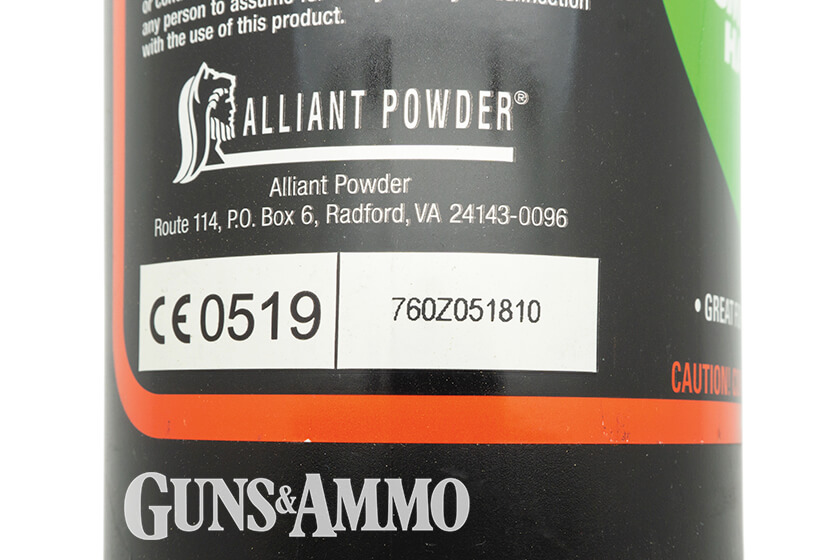 any person to assume for
with the use of this product.
ALLIANT POWDER®
Alliant Powder
Route 114, P.O. Box 6, Radford, VA 24143-0096
CE 0519
760Z051810
• GREAT
CAUTION!
GUNS&AMMO